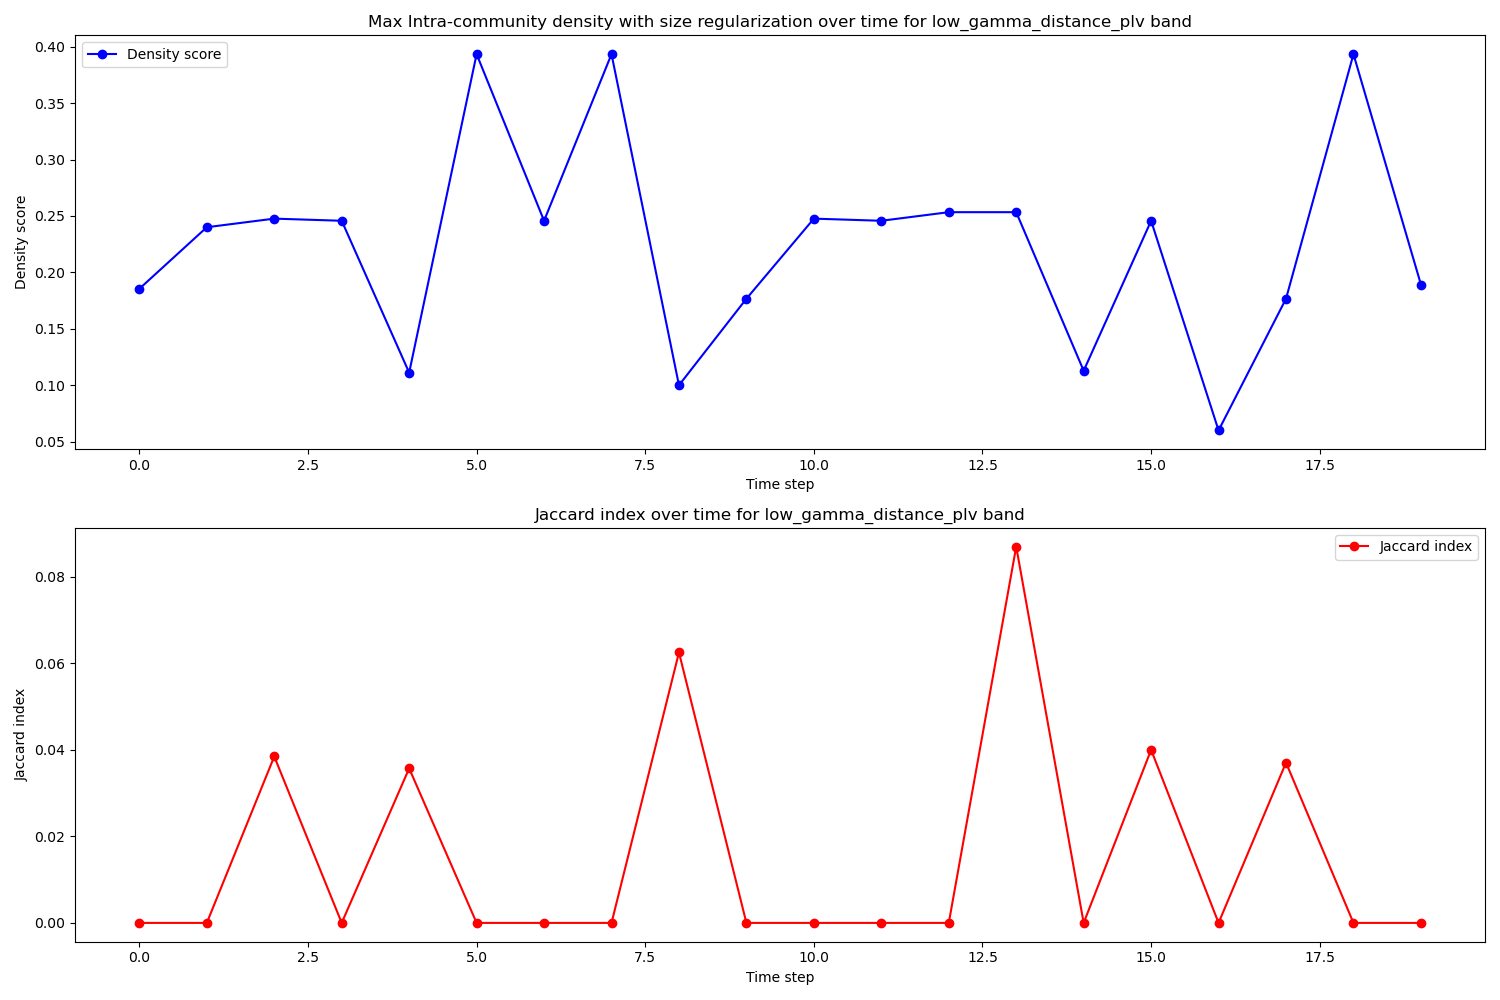 Max Intra-community density with size regularization over time for low_gamma_distance_plv band
Density score
0.40
0.35
0.30
0.25
0.20
0.15
0.10
0.05
Density score
0.0 2.5 5.0 7.5 10.0 12.5 15.0 17.5
Time step
Jaccard index over time for low_gamma_distance_plv band
Jaccard index
0.08
0.06
0.04
0.02
0.00
Jaccard index
0.0 2.5 5.0 7.5 10.0 12.5 15.0 17.5
Time step